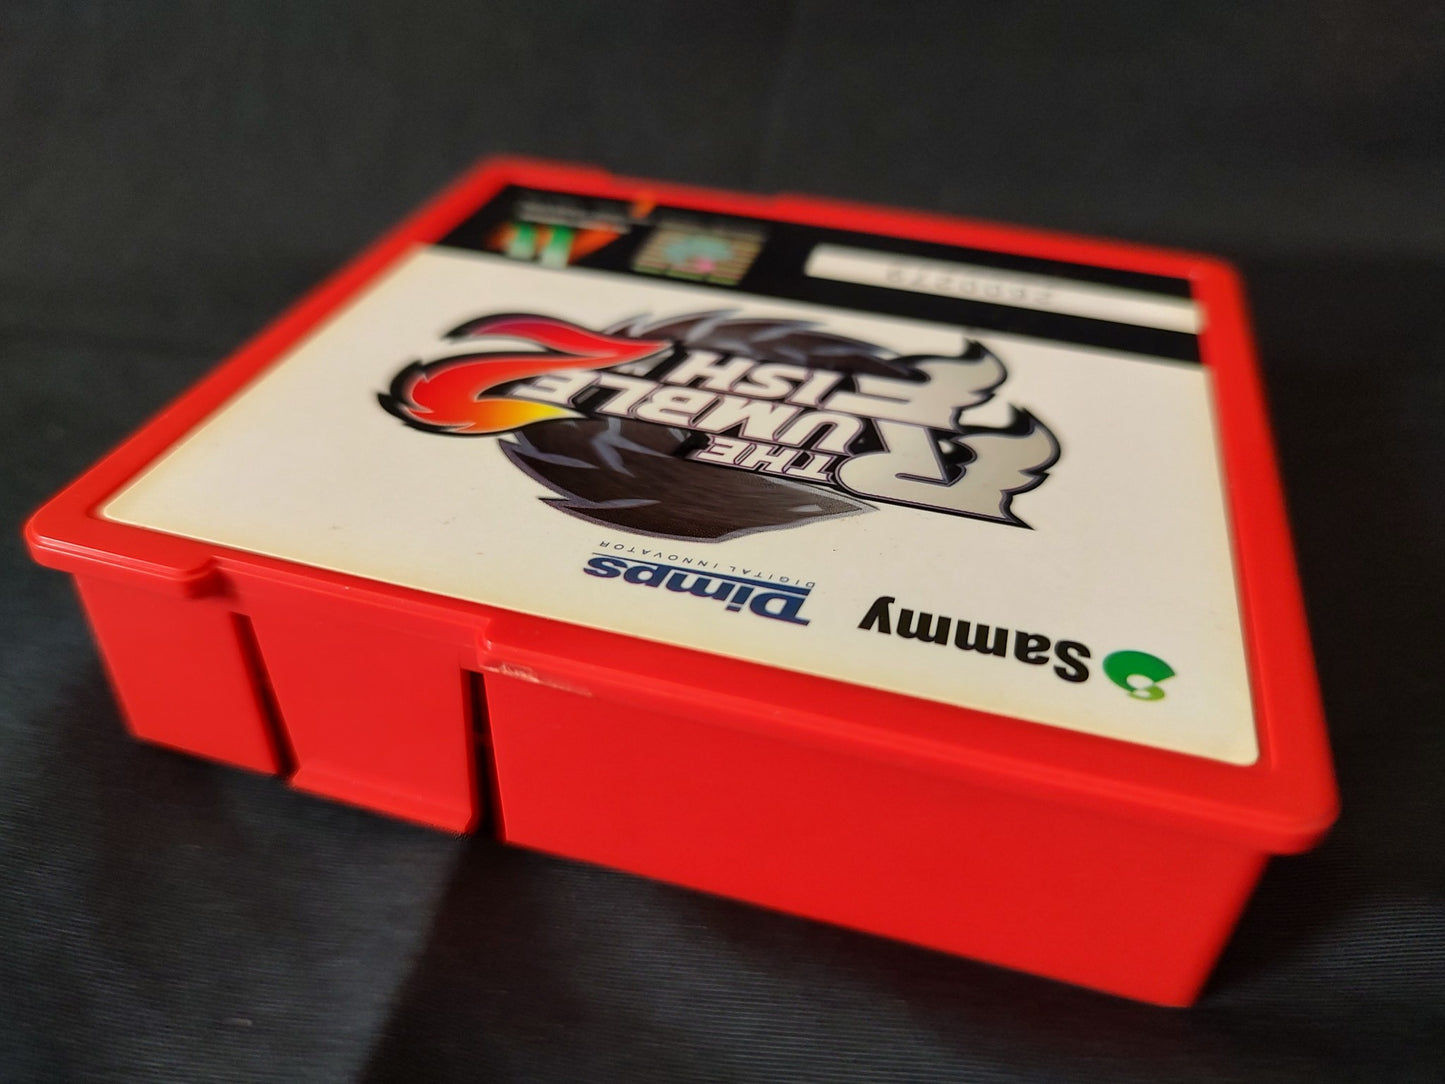 Sammy
Dimps
DIGITAL INNOVATOR
THE
RUMBLE
FISH
2